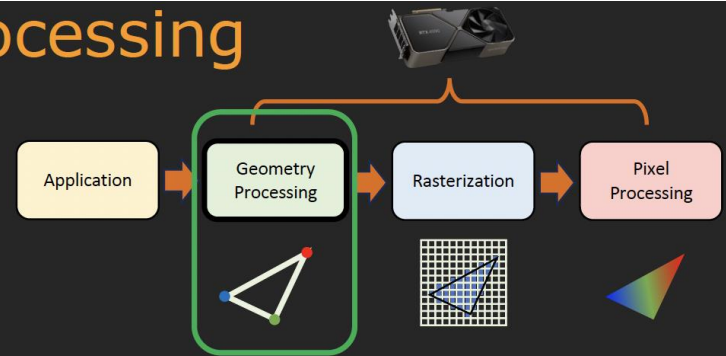 ocessing
Application
Geometry
Processing
Rasterization
Pixel
Processing